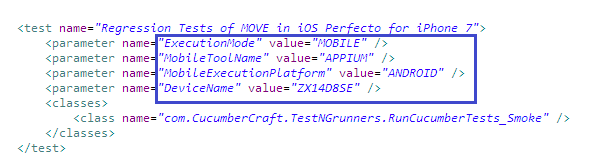 <test name="Regression Tests of MOVE in iOS Perfecto for iPhone 7">
<parameter name="ExecutionMode" value="MOBILE" />
<parameter name="MobileToolName" value="APPIUM" />
<parameter name="MobileExecutionPlatform" value="ANDROID" />
<parameter name="DeviceName" value="ZX14D8SE" />
<classes>
<class name="com.CucumberCraft.TestNGrunners.RunCucumberTests_Smoke" />
</classes>
</test>